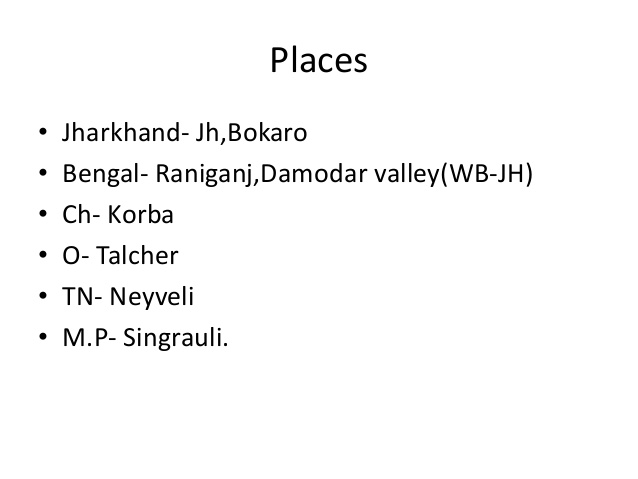 Places
• Jharkhand- Jh,Bokaro
• Bengal- Raniganj,Damodar valley(WB-JH)
• Ch- Korba
• O- Talcher
• TN- Neyveli
• M.P- Singrauli.